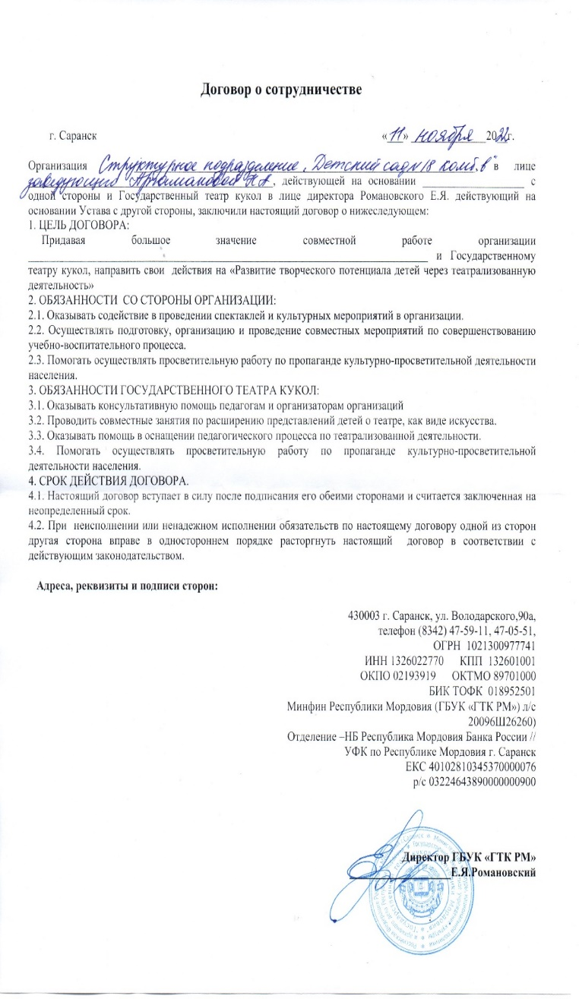 Договор о сотрудничестве
г. Саранск « 11 » ноября 2022г.
Организация Структурное подразделение „Детский сад №18 комб.в" в лице
заведующего Артамановой НА, действующей на основании _________________ с
одной стороны и Государственный театр кукол в лице директора Романовского Е.Я. действующий на
основании Устава с другой стороны, заключили настоящий договор о нижеследующем:
1. ЦЕЛЬ ДОГОВОРА:
Придавая большое значение совместной работе организации
_________________ и Государственному
театру кукол, направить свои действия на «Развитие творческого потенциала детей через театрализованную
деятельность»
2. ОБЯЗАННОСТИ СО СТОРОНЫ ОРГАНИЗАЦИИ:
2.1. Оказывать содействие в проведении спектаклей и культурных мероприятий в организации.
2.2. Осуществлять подготовку, организацию и проведение совместных мероприятий по совершенствованию
учебно-воспитательного процесса.
2.3. Помогать осуществлять просветительную работу по пропаганде культурно-просветительной деятельности
населения.
3. ОБЯЗАННОСТИ ГОСУДАРСТВЕННОГО ТЕАТРА КУКОЛ:
3.1. Оказывать консультативную помощь педагогам и организаторам организаций
3.2. Проводить совместные занятия по расширению представлений детей о театре, как виде искусства.
3.3. Оказывать помощь в оснащении педагогического процесса по театрализованной деятельности.
3.4. Помогать осуществлять просветительную работу по пропаганде культурно-просветительной
деятельности населения.
4. СРОК ДЕЙСТВИЯ ДОГОВОРА.
4.1. Настоящий договор вступает в силу после подписания его обеими сторонами и считается заключенная на
неопределенный срок.
4.2. При неисполнении или ненадежном исполнении обязательств по настоящему договору одной из сторон
другая сторона вправе в одностороннем порядке расторгнуть настоящий договор в соответствии с
действующим законодательством.
Адреса, реквизиты и подписи сторон:
430003 г. Саранск, ул. Володарского,90а,
телефон (8342) 47-59-11, 47-05-51,
ОГРН 1021300977741
ИНН 1326022770 КПП 132601001
ОКПО 02193919 ОКТМО 89701000
БИК ТОФК 018952501
Минфин Республики Мордовия (ГБУК «ГТК РМ») л/с
20096Ш26260)
Отделение –НБ Республика Мордовия Банка России //
УФК по Республике Мордовия г. Саранск
ЕКС 40102810345370000076
р/с 03224643890000000900
Директор ГБУК «ГТК РМ»
_________________Е.Я.Романовский